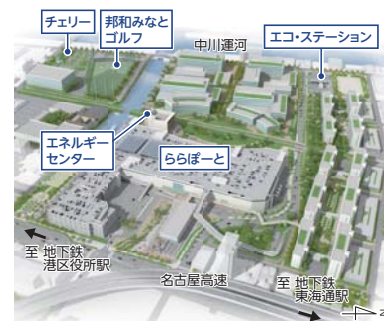 チェリー
邦和みなと
ゴルフ
中川運河
エコ・ステーション
エネルギー
センター
ららぽーと
至 地下鉄
港区役所駅
名古屋高速
至 地下鉄
東海通駅
N